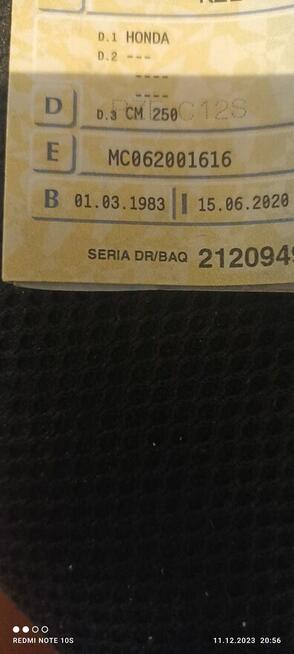 D.1 HONDA
D.2 ---
----
----
D D.3 CM 250
E MC062001616
B 01.03.1983 I 15.06.2020
SERIA DR/BAQ 212094
REDMI NOTE 10S 11.12.2023 20:56